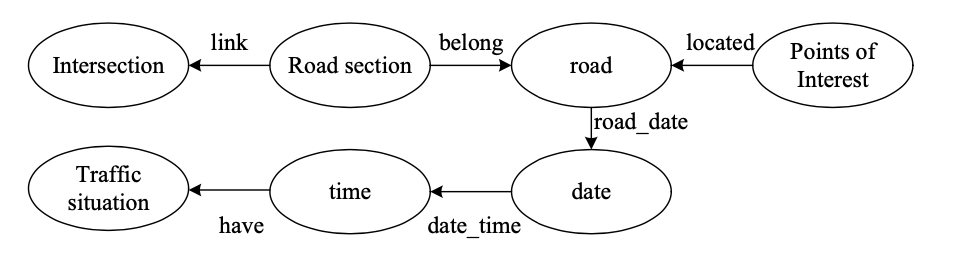 link
belong
located
Intersection
Road section
road
Points of
Interest
road_date
Traffic
situation
time
date
have
date_time